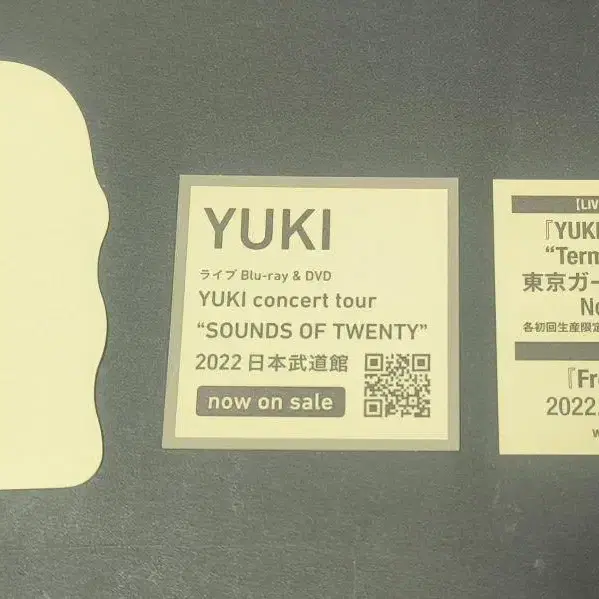 YUKI
ライブ Blu-ray & DVD
YUKI concert tour
“SOUNDS OF TWENTY”
2022 日本武道館
now on sale
【LIV
『YUKI
“Term
東京ガー
No
各初回生産限定
『Fr
2022.
w